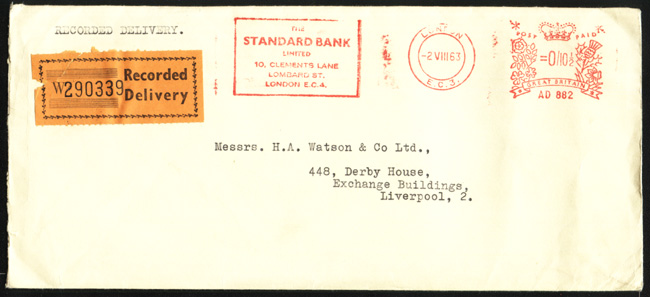 RECORDED DELIVERY.
W290339
Recorded
Delivery
THE
STANDARD BANK
LIMITED
10, CLEMENTS LANE
LOMBARD ST.
LONDON E.C.4.
LONDON
-2 VIII 63
E.C.3.
POST PAID
=0/10½
GREAT BRITAIN
AD 882
Messrs. H.A. Watson & Co Ltd.,
448, Derby House,
Exchange Buildings,
Liverpool, 2.